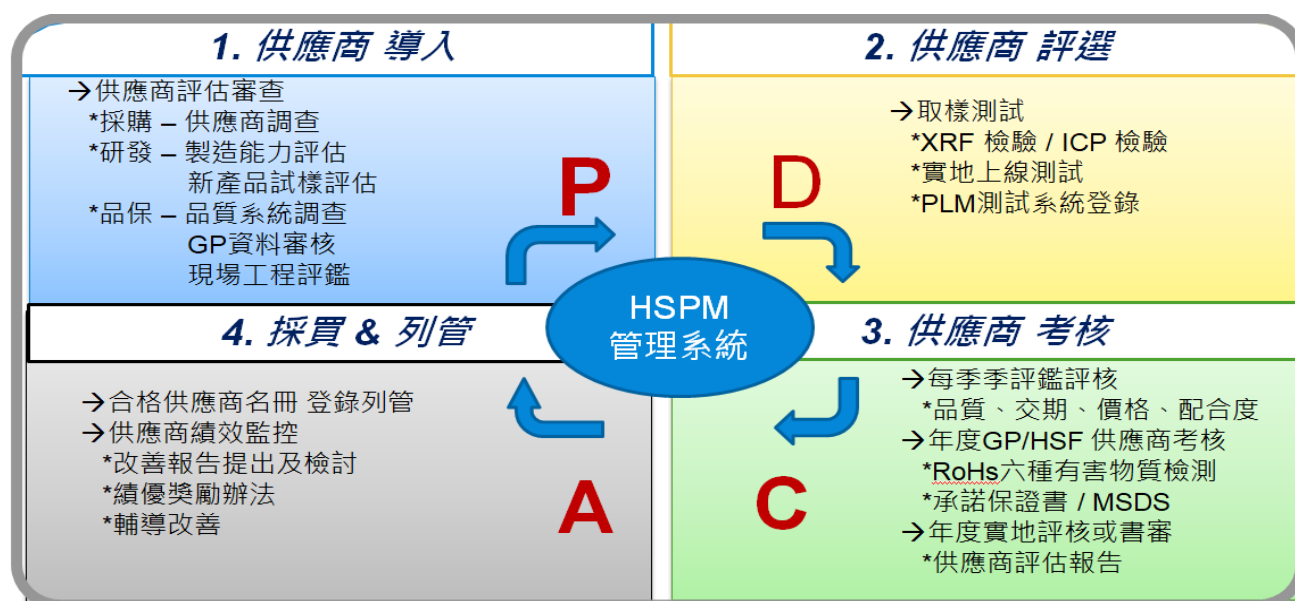 1. 供應商 導入
→供應商評估審查
*採購 – 供應商調查
*研發 – 製造能力評估
新產品試樣評估
*品保 – 品質系統調查
GP資料審核
現場工程評鑑
P
2. 供應商 評選
→取樣測試
*XRF 檢驗 / ICP 檢驗
*實地上線測試
*PLM測試系統登錄
D
HSPM
管理系統
3. 供應商 考核
→每季季評鑑評核
*品質、交期、價格、配合度
→年度GP/HSF 供應商考核
*RoHs六種有害物質檢測
*承諾保證書 / MSDS
→年度實地評核或書審
*供應商評估報告
C
4. 採買 & 列管
→合格供應商名冊 登錄列管
→供應商績效監控
*改善報告提出及檢討
*績優獎勵辦法
*輔導改善
A